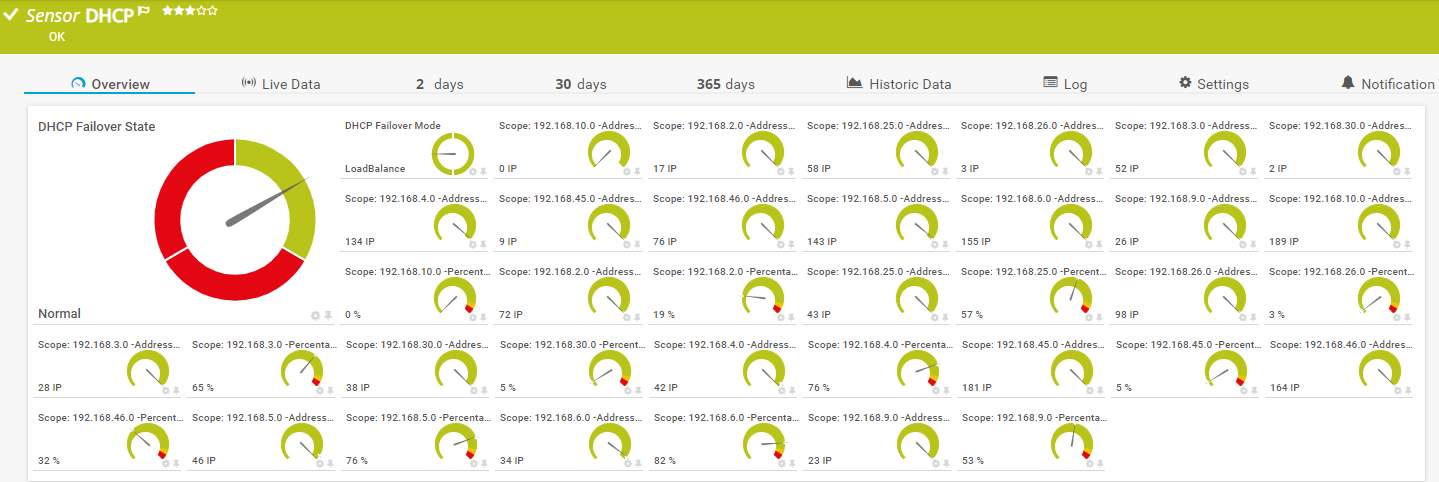 Sensor DHCP
OK
Overview Live Data 2 days 30 days 365 days Historic Data Log Settings Notification
DHCP Failover State
Normal
DHCP Failover Mode
LoadBalance
Scope: 192.168.10.0 -Addres...
0 IP
Scope: 192.168.2.0 -Address...
17 IP
Scope: 192.168.25.0 -Addres...
58 IP
Scope: 192.168.26.0 -Addres...
3 IP
Scope: 192.168.3.0 -Address...
52 IP
Scope: 192.168.30.0 -Addres...
2 IP
Scope: 192.168.4.0 -Address...
134 IP
Scope: 192.168.45.0 -Addres...
9 IP
Scope: 192.168.46.0 -Addres...
76 IP
Scope: 192.168.5.0 -Address...
143 IP
Scope: 192.168.6.0 -Address...
155 IP
Scope: 192.168.9.0 -Address...
26 IP
Scope: 192.168.10.0 -Addres...
189 IP
Scope: 192.168.10.0 -Percent...
0 %
Scope: 192.168.2.0 -Address...
72 IP
Scope: 192.168.2.0 -Percenta...
19 %
Scope: 192.168.25.0 -Addres...
43 IP
Scope: 192.168.25.0 -Percent...
57 %
Scope: 192.168.26.0 -Addres...
98 IP
Scope: 192.168.26.0 -Percent...
3 %
Scope: 192.168.3.0 -Address...
28 IP
Scope: 192.168.3.0 -Percenta...
65 %
Scope: 192.168.30.0 -Addres...
38 IP
Scope: 192.168.30.0 -Percent...
5 %
Scope: 192.168.4.0 -Address...
42 IP
Scope: 192.168.4.0 -Percenta...
76 %
Scope: 192.168.45.0 -Addres...
181 IP
Scope: 192.168.45.0 -Percent...
5 %
Scope: 192.168.46.0 -Addres...
164 IP
Scope: 192.168.46.0 -Percent...
32 %
Scope: 192.168.5.0 -Address...
46 IP
Scope: 192.168.5.0 -Percenta...
76 %
Scope: 192.168.6.0 -Address...
34 IP
Scope: 192.168.6.0 -Percenta...
82 %
Scope: 192.168.9.0 -Address...
23 IP
Scope: 192.168.9.0 -Percenta...
53 %